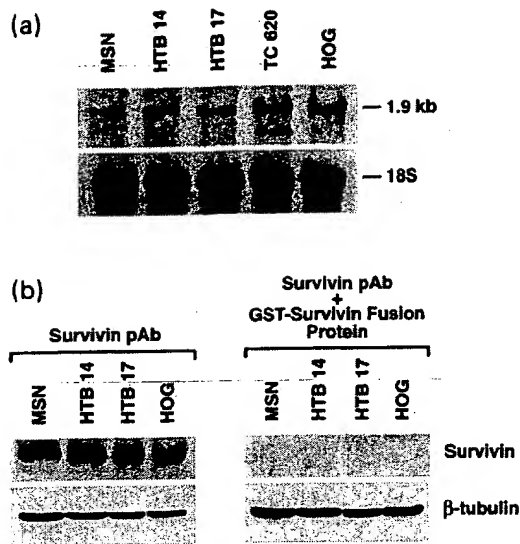 (a)
MSN HTB 14 HTB 17 TC 620 HOG
1.9 kb
18S
(b)
Survivin pAb
Survivin pAb
+
GST-Survivin Fusion
Protein
MSN HTB 14 HTB 17 HOG
MSN HTB 14 HTB 17 HOG
Survivin
β-tubulin